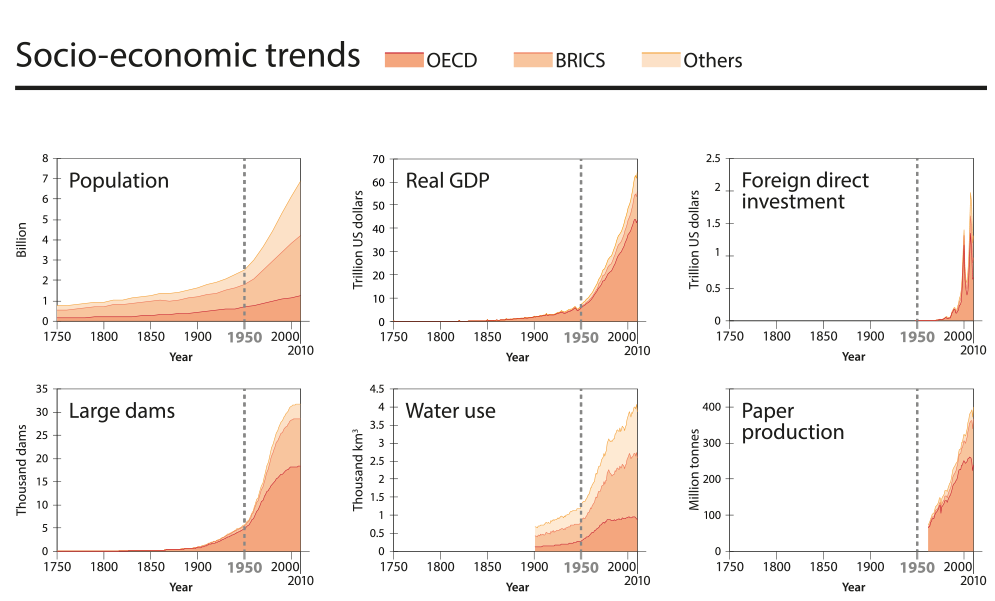 Socio-economic trends OECD BRICS Others
Population
Billion
8
7
6
5
4
3
2
1
0
1750 1800 1850 1900 1950 2000
2010
Year
Real GDP
Trillion US dollars
70
60
50
40
30
20
10
0
1750 1800 1850 1900 1950 2000
2010
Year
Foreign direct
investment
Trillion US dollars
2.5
2
1.5
1
0.5
0
1750 1800 1850 1900 1950 2000
2010
Year
Large dams
Thousand dams
35
30
25
20
15
10
5
0
1750 1800 1850 1900 1950 2000
2010
Year
Water use
Thousand km³
4.5
4
3.5
3
2.5
2
1.5
1
0.5
0
1750 1800 1850 1900 1950 2000
2010
Year
Paper
production
Million tonnes
400
300
200
100
0
1750 1800 1850 1900 1950 2000
2010
Year